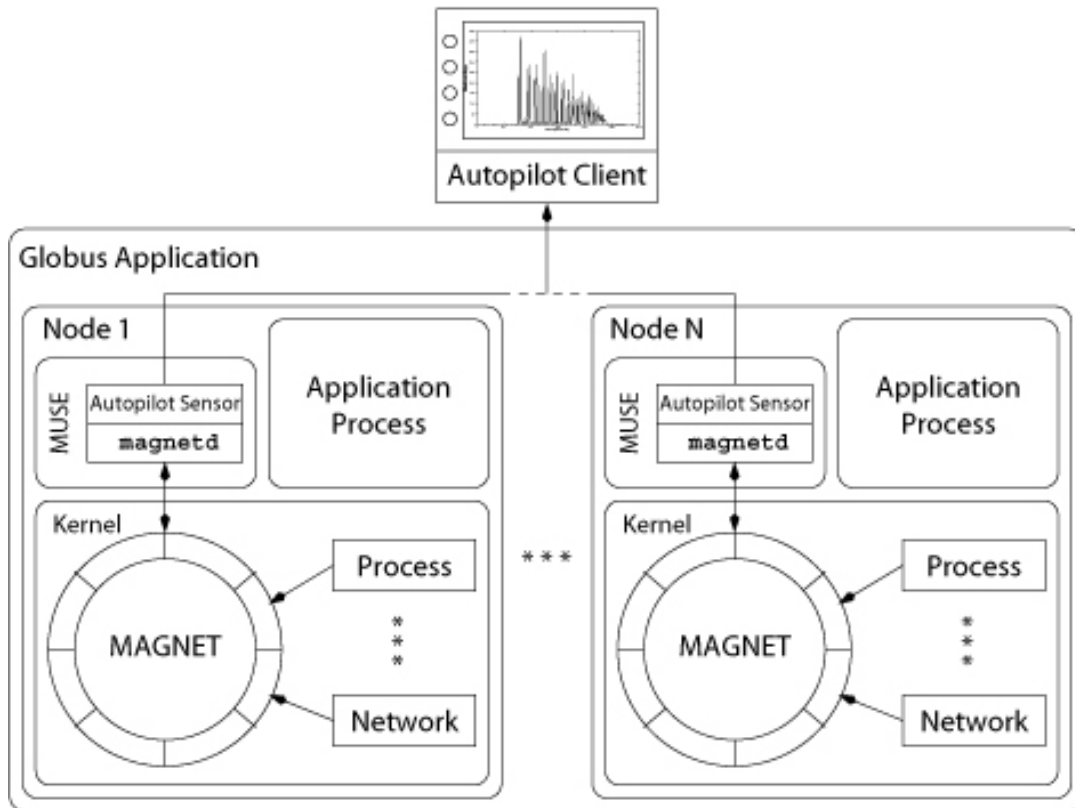 Autopilot Client
Globus Application
Node 1
MUSE
Autopilot Sensor
magnetd
Application
Process
Kernel
MAGNET
Process
***
Network
***
Node N
MUSE
Autopilot Sensor
magnetd
Application
Process
Kernel
MAGNET
Process
***
Network